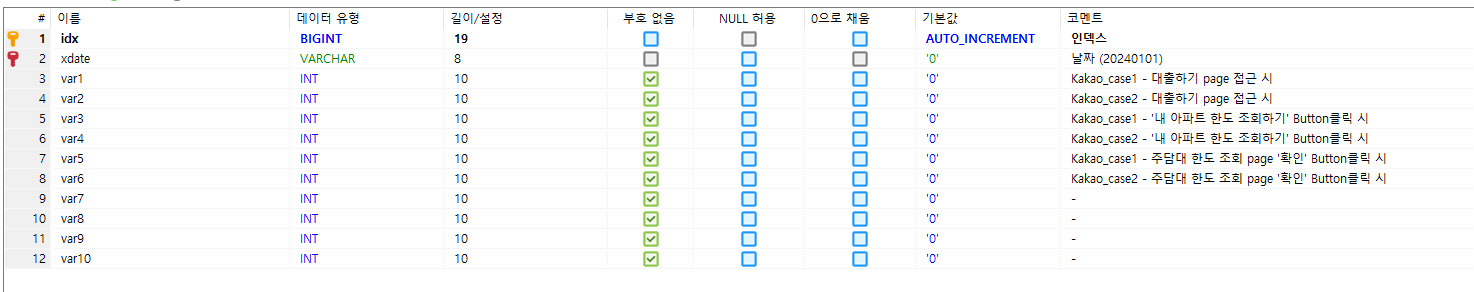 # 이름 데이터 유형 길이/설정 부호 없음 NULL 허용 0으로 채움 기본값 코멘트
1 idx BIGINT 19 AUTO_INCREMENT 인덱스
2 xdate VARCHAR 8 '0' 날짜 (20240101)
3 var1 INT 10 '0' Kakao_case1 - 대출하기 page 접근 시
4 var2 INT 10 '0' Kakao_case2 - 대출하기 page 접근 시
5 var3 INT 10 '0' Kakao_case1 - '내 아파트 한도 조회하기' Button클릭 시
6 var4 INT 10 '0' Kakao_case2 - '내 아파트 한도 조회하기' Button클릭 시
7 var5 INT 10 '0' Kakao_case1 - 주담대 한도 조회 page '확인' Button클릭 시
8 var6 INT 10 '0' Kakao_case2 - 주담대 한도 조회 page '확인' Button클릭 시
9 var7 INT 10 '0' -
10 var8 INT 10 '0' -
11 var9 INT 10 '0' -
12 var10 INT 10 '0' -